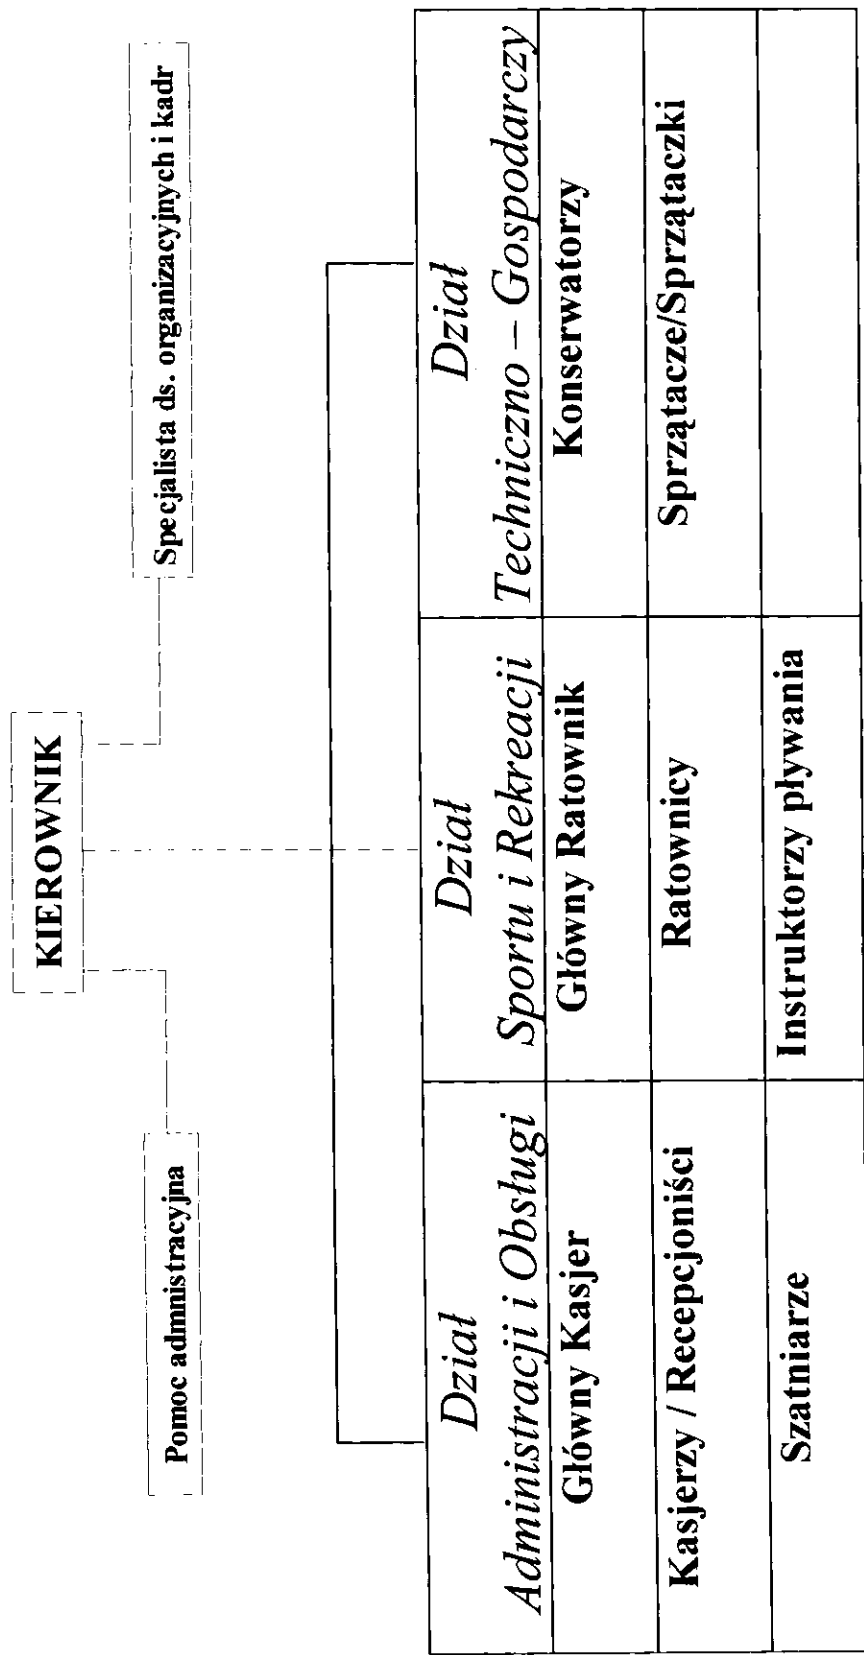 KIEROWNIK
Pomoc admnistracyjna
Specjalista ds. organizacyjnych i kadr
Dział
Administracji i Obsługi
Dział
Sportu i Rekreacji
Dział
Techniczno – Gospodarczy
Główny Kasjer
Główny Ratownik
Konserwatorzy
Kasjerzy / Recepcjoniści
Ratownicy
Sprzątacze/Sprzątaczki
Szatniarze
Instruktorzy pływania